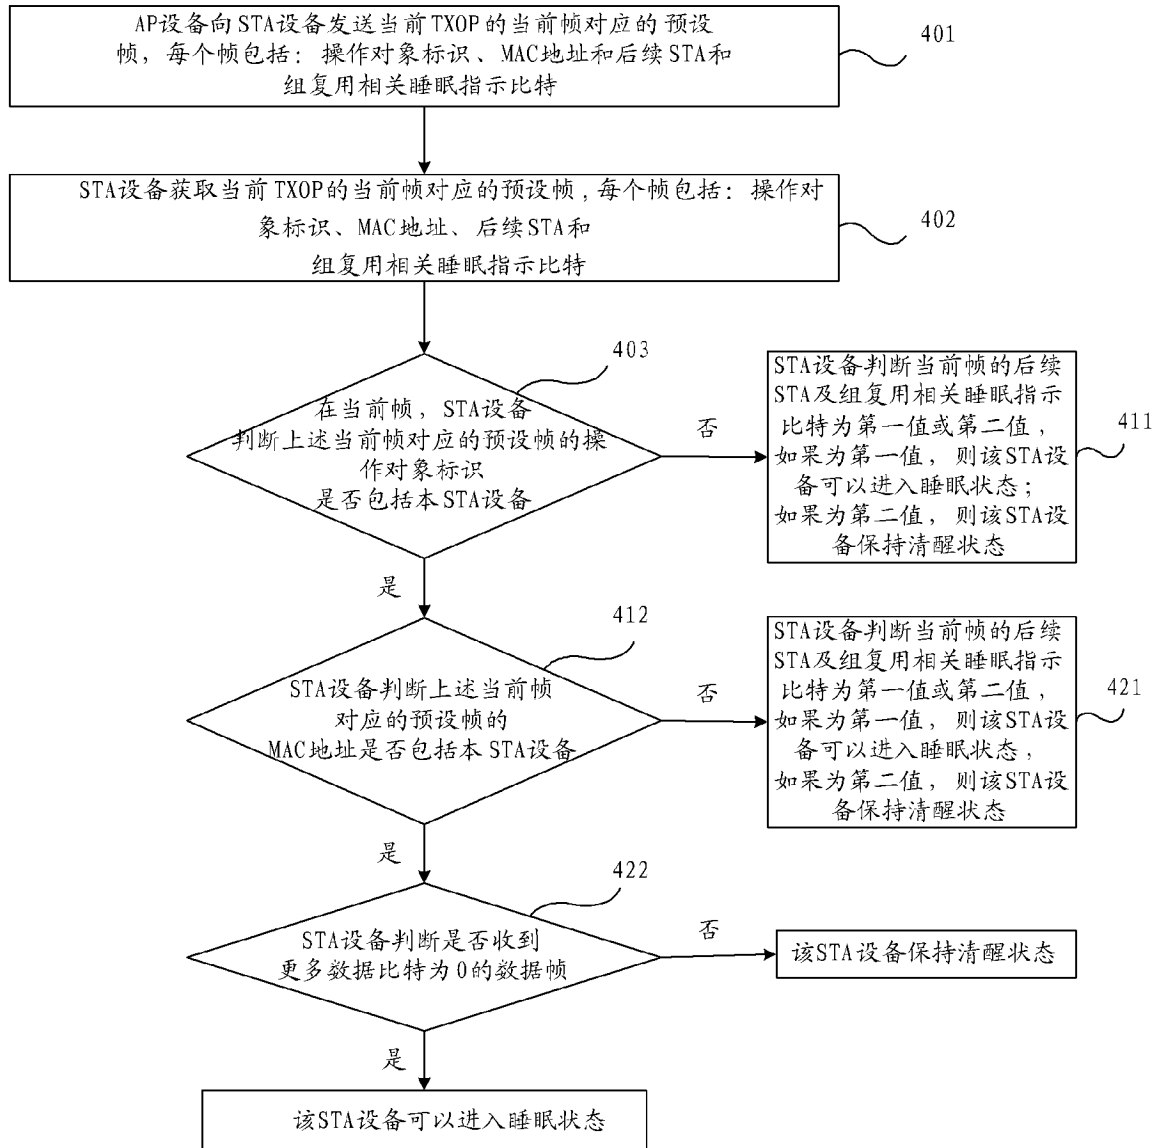 AP设备向STA设备发送当前TXOP的当前帧对应的预设
帧，每个帧包括：操作对象标识、MAC地址和后续STA和
组复用相关睡眠指示比特
401
STA设备获取当前TXOP的当前帧对应的预设帧，每个帧包括：操作对
象标识、MAC地址、后续STA和
组复用相关睡眠指示比特
402
403
在当前帧，STA设备
判断上述当前帧对应的预设帧的操
作对象标识
是否包括本STA设备
否
STA设备判断当前帧的后续
STA及组复用相关睡眠指示
比特为第一值或第二值，
如果为第一值，则该STA设
备可以进入睡眠状态；
如果为第二值，则该STA设
备保持清醒状态
411
是
412
STA设备判断上述当前帧
对应的预设帧的
MAC地址是否包括本STA设备
否
STA设备判断当前帧的后续
STA及组复用相关睡眠指示
比特为第一值或第二值，
如果为第一值，则该STA设
备可以进入睡眠状态，
如果为第二值，则该STA设
备保持清醒状态
421
是
422
STA设备判断是否收到
更多数据比特为0的数据帧
否
该STA设备保持清醒状态
是
该STA设备可以进入睡眠状态